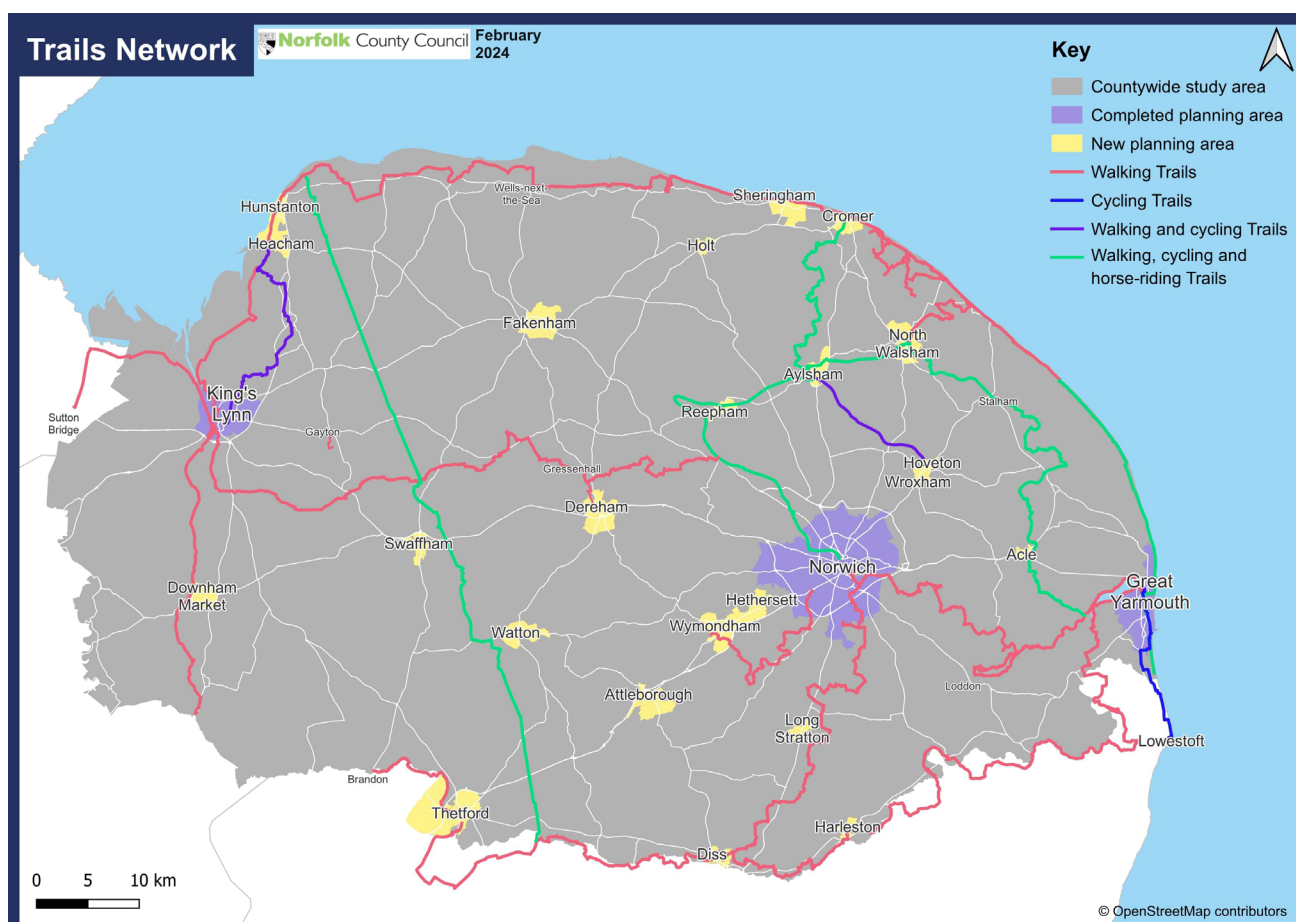 Trails Network
Norfolk County Council
February
2024
Key
Countywide study area
Completed planning area
New planning area
Walking Trails
Cycling Trails
Walking and cycling Trails
Walking, cycling and
horse-riding Trails
Wells-next-
the-Sea
Sheringham
Hunstanton
Cromer
Heacham
Holt
Fakenham
North
Walsham
Aylsham
King's
Lynn
Sutton
Bridge
Reepham
Stalham
Gayton
Gressenhall
Hoveton
Wroxham
Dereham
Swaffham
Acle
Norwich
Downham
Market
Great
Yarmouth
Hethersett
Wymondham
Watton
Attleborough
Loddon
Long
Stratton
Lowestoft
Brandon
Thetford
Harleston
Diss
0 5 10 km
© OpenStreetMap contributors